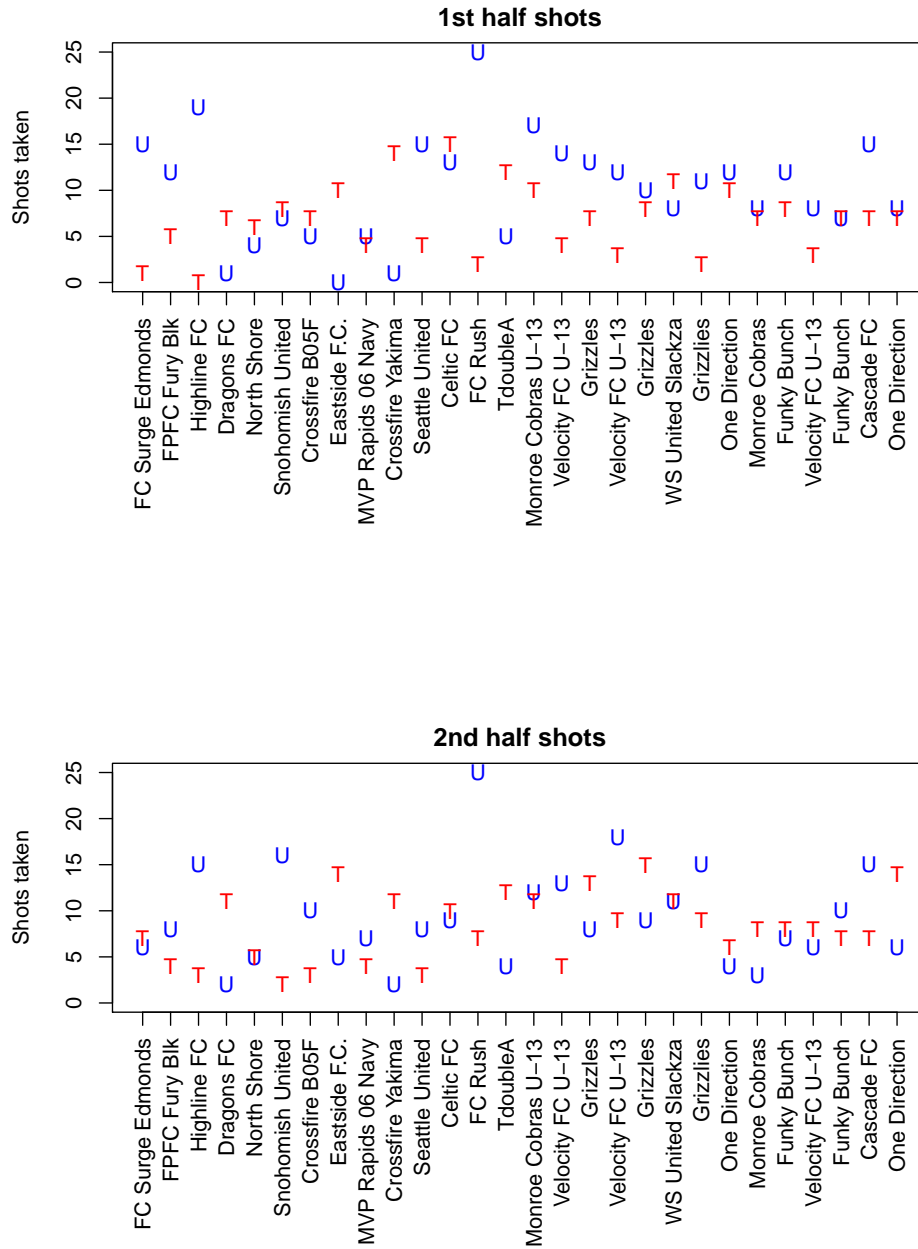 1st half shots
Shots taken
25
20
15
10
5
0
U U U U U U U U U U U U U U U U U U U U U U U U U U U U
T T T T T T T T T T T T T T T T T T T T T T T T T T T T
FC Surge Edmonds
FPFC Fury Blk
Highline FC
Dragons FC
North Shore
Snohomish United
Crossfire B05F
Eastside F.C.
MVP Rapids 06 Navy
Crossfire Yakima
Seattle United
Celtic FC
FC Rush
TdoubleA
Monroe Cobras U−13
Velocity FC U−13
Grizzles
Velocity FC U−13
Grizzles
WS United Slackza
Grizzlies
One Direction
Monroe Cobras
Funky Bunch
Velocity FC U−13
Funky Bunch
Cascade FC
One Direction
2nd half shots
Shots taken
25
20
15
10
5
0
U U U U U U U U U U U U U U U U U U U U U U U U U U U U
T T T T T T T T T T T T T T T T T T T T T T T T T T T T
FC Surge Edmonds
FPFC Fury Blk
Highline FC
Dragons FC
North Shore
Snohomish United
Crossfire B05F
Eastside F.C.
MVP Rapids 06 Navy
Crossfire Yakima
Seattle United
Celtic FC
FC Rush
TdoubleA
Monroe Cobras U−13
Velocity FC U−13
Grizzles
Velocity FC U−13
Grizzles
WS United Slackza
Grizzlies
One Direction
Monroe Cobras
Funky Bunch
Velocity FC U−13
Funky Bunch
Cascade FC
One Direction